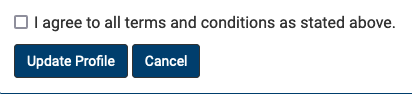 I agree to all terms and conditions as stated above.
Update Profile Cancel